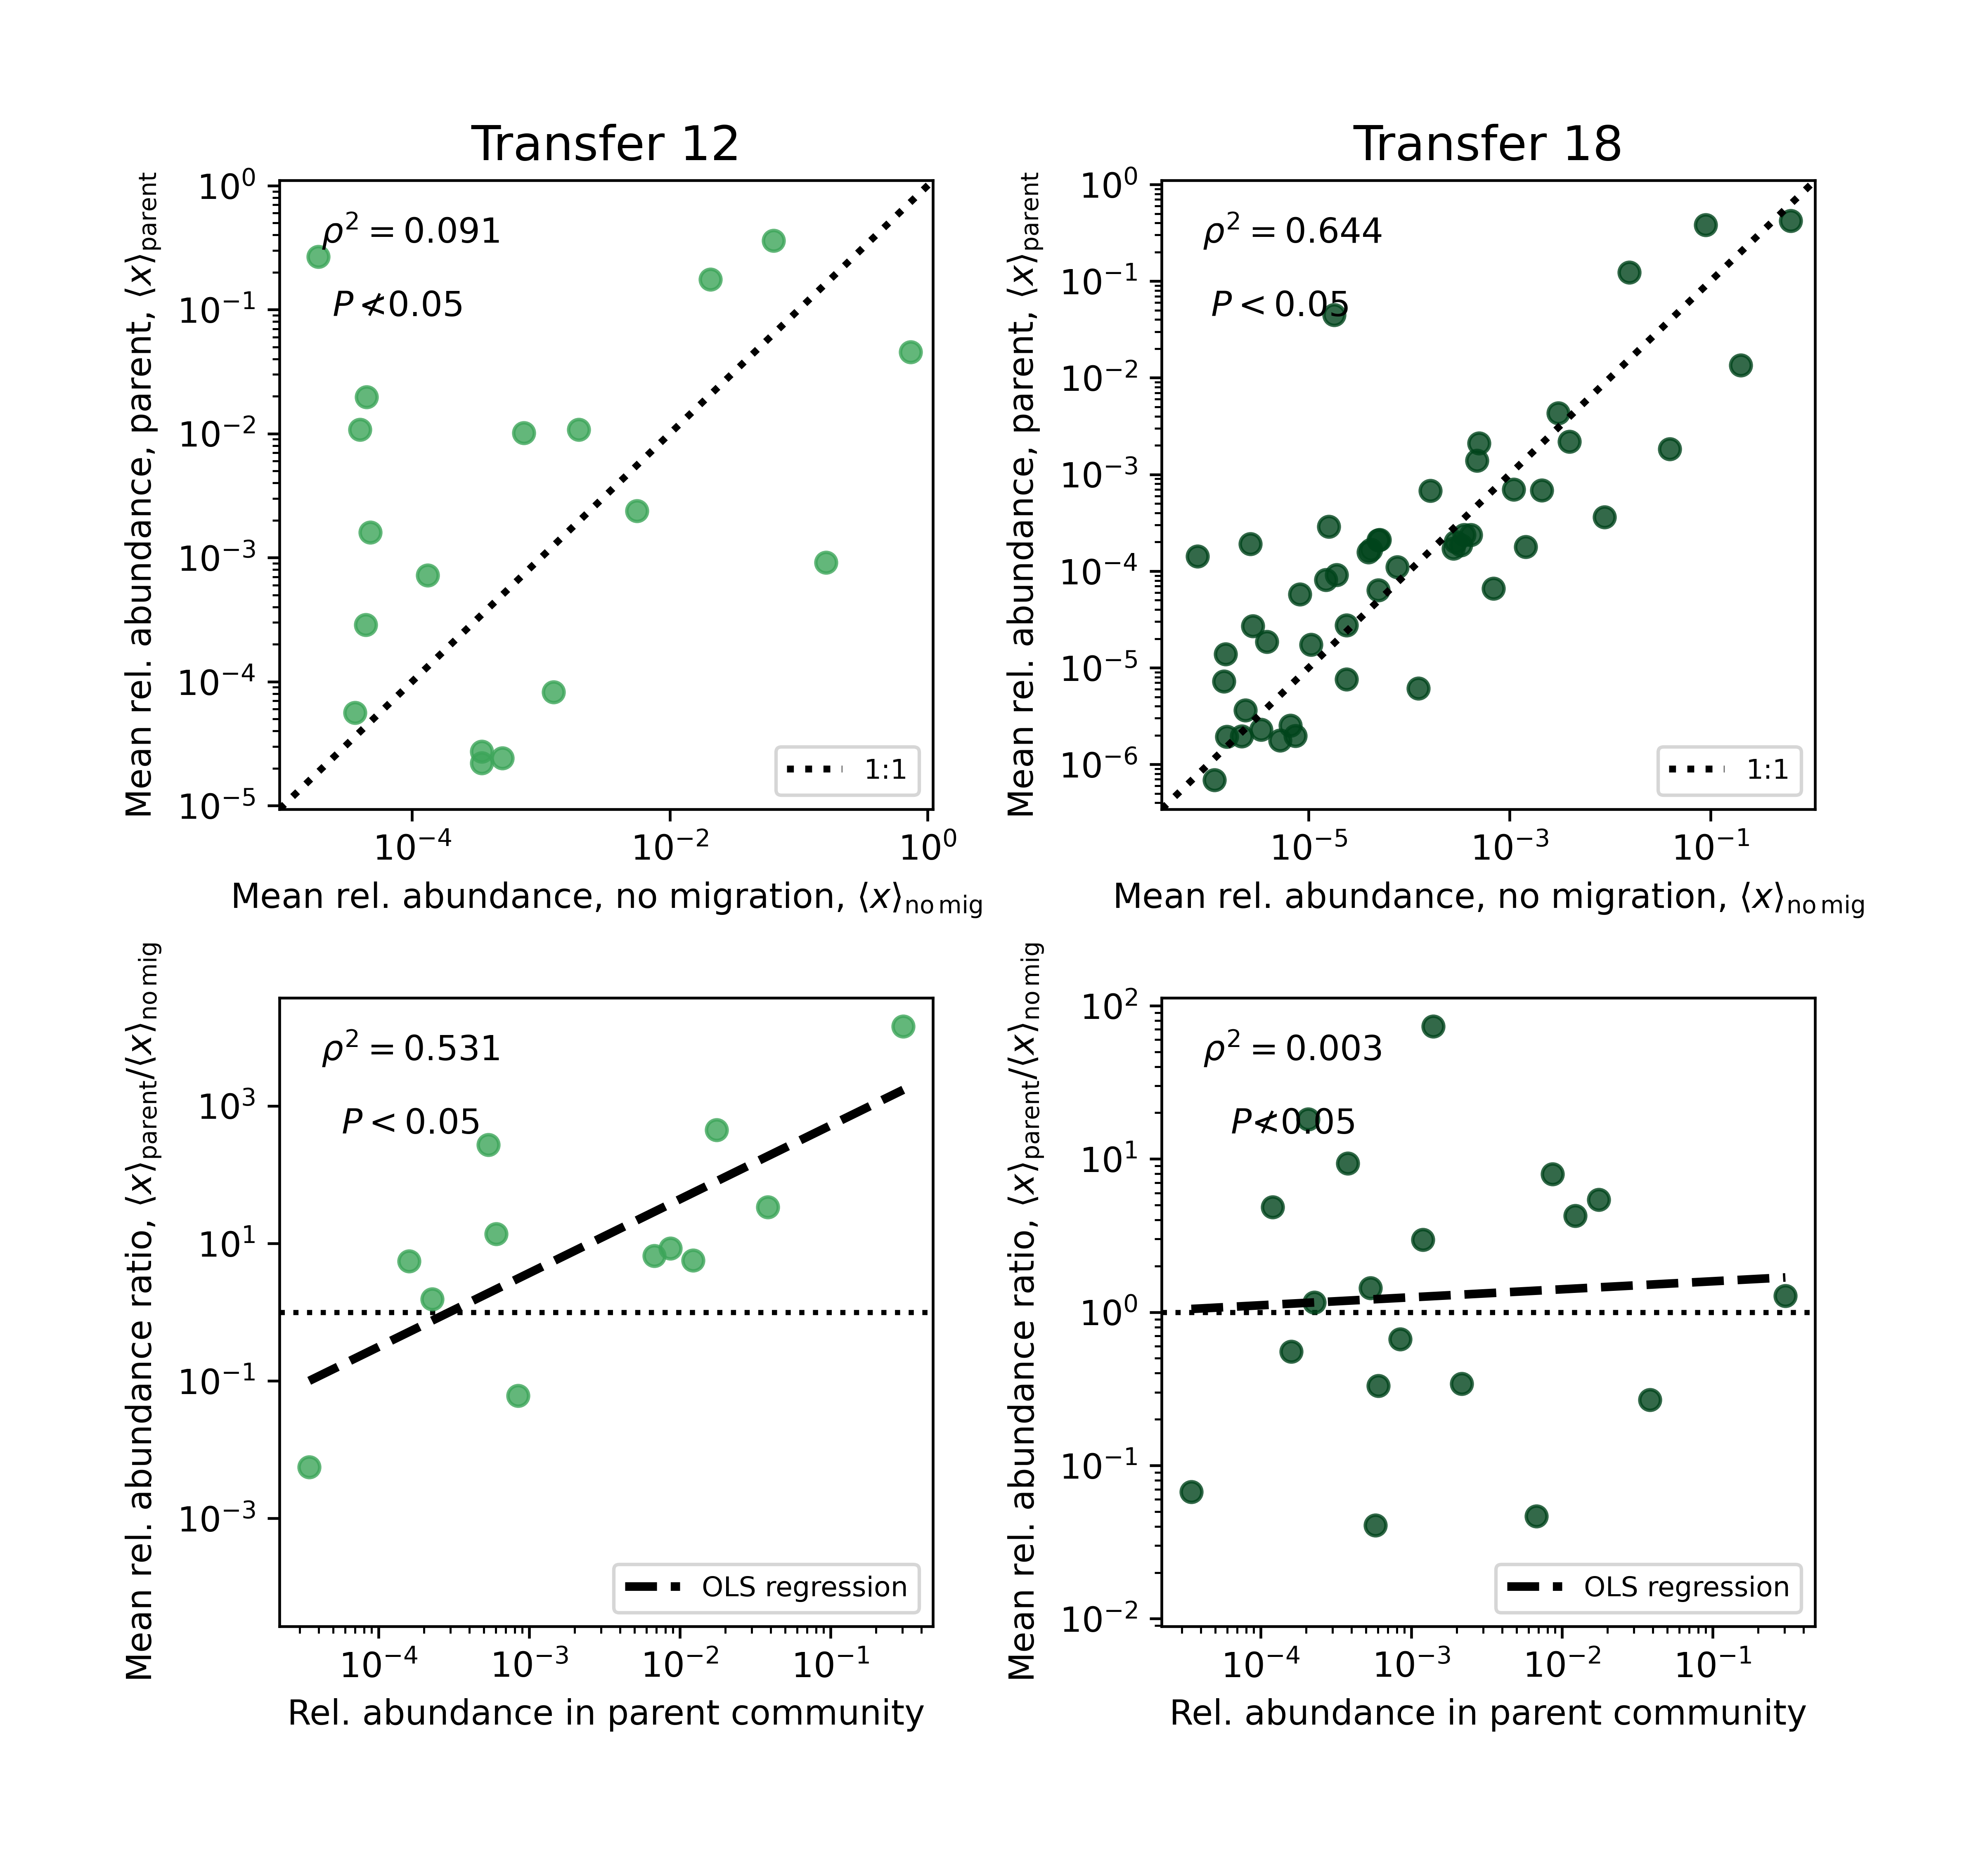 Transfer 12
Mean rel. abundance, parent, ⟨x⟩parent
10⁰
10⁻¹
10⁻²
10⁻³
10⁻⁴
10⁻⁵
ρ² = 0.091
P ≮ 0.05
1:1
10⁻⁴ 10⁻² 10⁰
Mean rel. abundance, no migration, ⟨x⟩no mig
Transfer 18
Mean rel. abundance, parent, ⟨x⟩parent
10⁰
10⁻¹
10⁻²
10⁻³
10⁻⁴
10⁻⁵
10⁻⁶
ρ² = 0.644
P < 0.05
1:1
10⁻⁵ 10⁻³ 10⁻¹
Mean rel. abundance, no migration, ⟨x⟩no mig
Mean rel. abundance ratio, ⟨x⟩parent/⟨x⟩no mig
10³
10¹
10⁻¹
10⁻³
ρ² = 0.531
P < 0.05
OLS regression
10⁻⁴ 10⁻³ 10⁻² 10⁻¹
Rel. abundance in parent community
Mean rel. abundance ratio, ⟨x⟩parent/⟨x⟩no mig
10²
10¹
10⁰
10⁻¹
10⁻²
ρ² = 0.003
P ≮ 0.05
OLS regression
10⁻⁴ 10⁻³ 10⁻² 10⁻¹
Rel. abundance in parent community